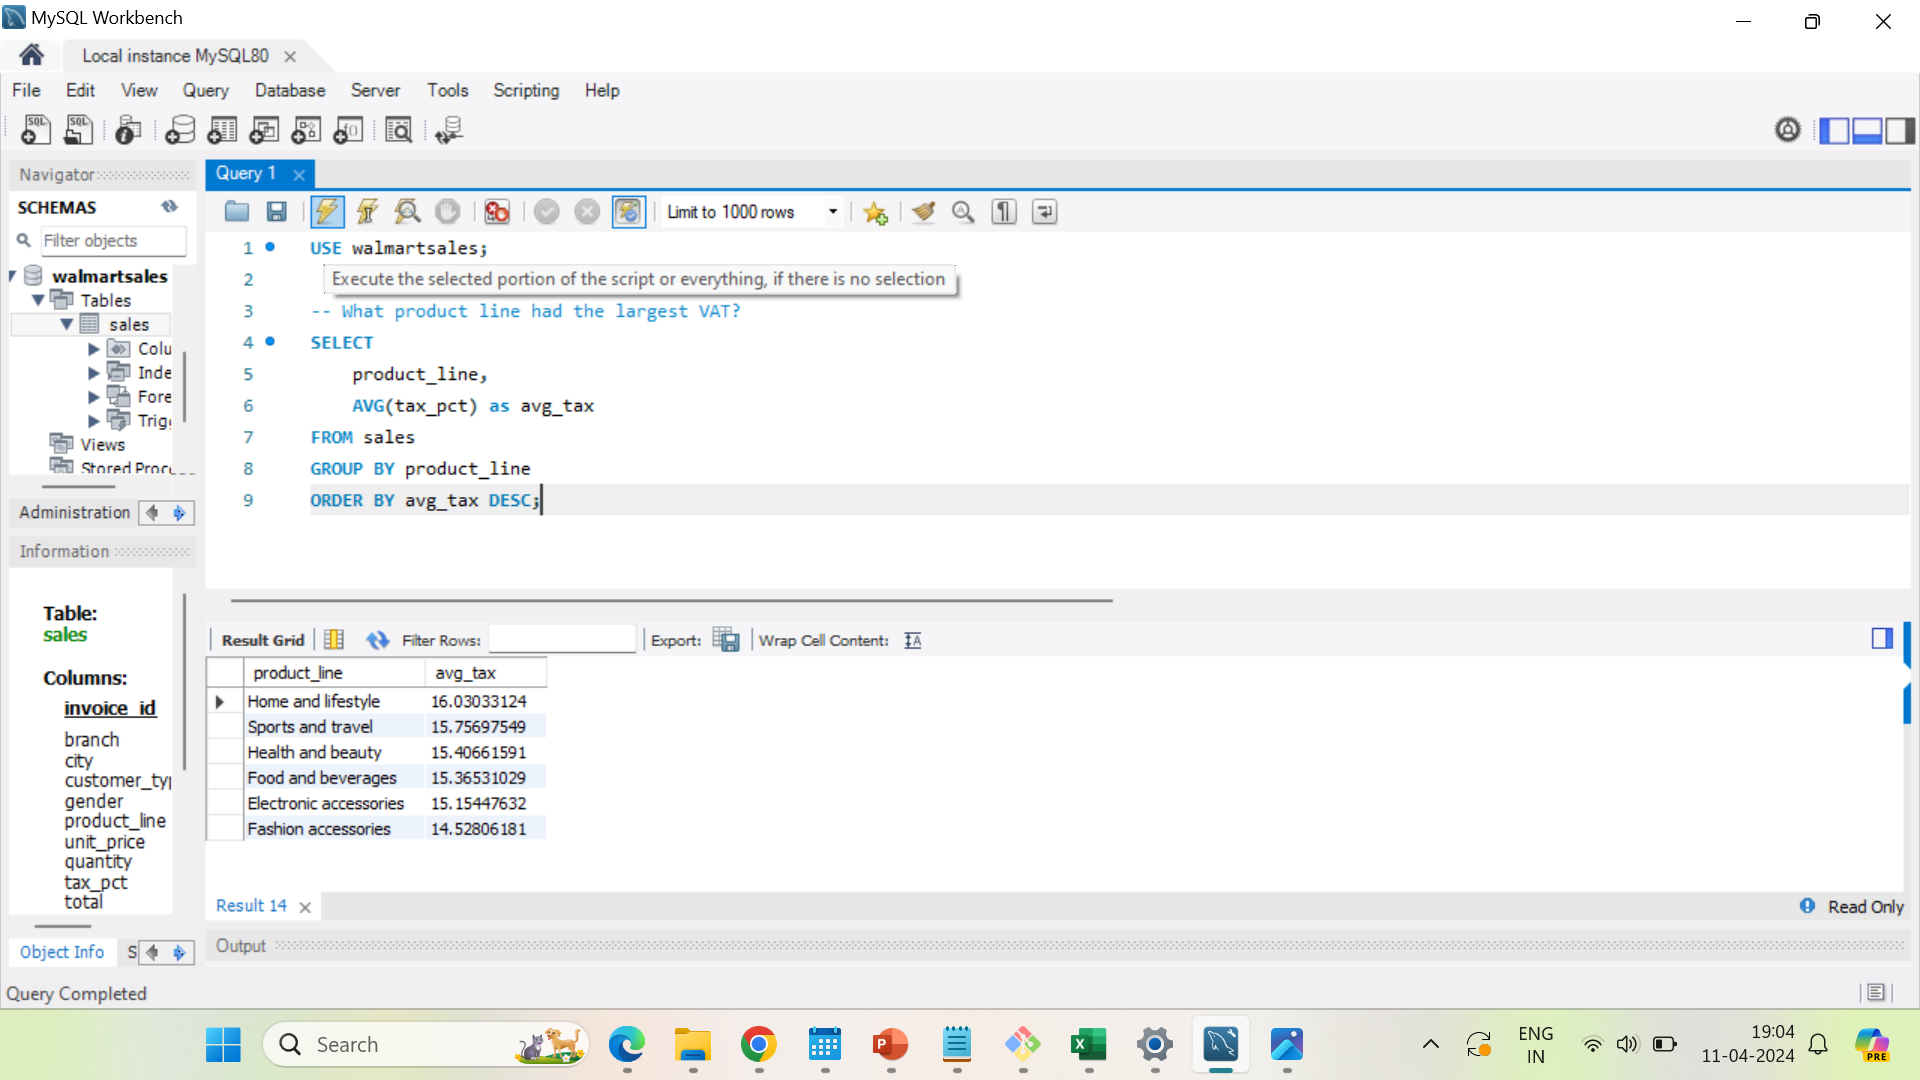 MySQL Workbench
Local instance MySQL80
File Edit View Query Database Server Tools Scripting Help
Navigator
SCHEMAS
Filter objects
walmartsales
Tables
sales
Colu
Inde
Fore
Trig
Views
Stored Proc
Administration
Information
Table:
sales
Columns:
invoice_id
branch
city
customer_typ
gender
product_line
unit_price
quantity
tax_pct
total
Object Info S
Query 1
Limit to 1000 rows
1 USE walmartsales;
2
Execute the selected portion of the script or everything, if there is no selection
3 -- What product line had the largest VAT?
4 SELECT
5 product_line,
6 AVG(tax_pct) as avg_tax
7 FROM sales
8 GROUP BY product_line
9 ORDER BY avg_tax DESC;
Result Grid Filter Rows: Export: Wrap Cell Content:
product_line avg_tax
Home and lifestyle 16.03033124
Sports and travel 15.75697549
Health and beauty 15.40661591
Food and beverages 15.36531029
Electronic accessories 15.15447632
Fashion accessories 14.52806181
Result 14
Read Only
Output
Query Completed
Search
ENG
IN
19:04
11-04-2024
PRE